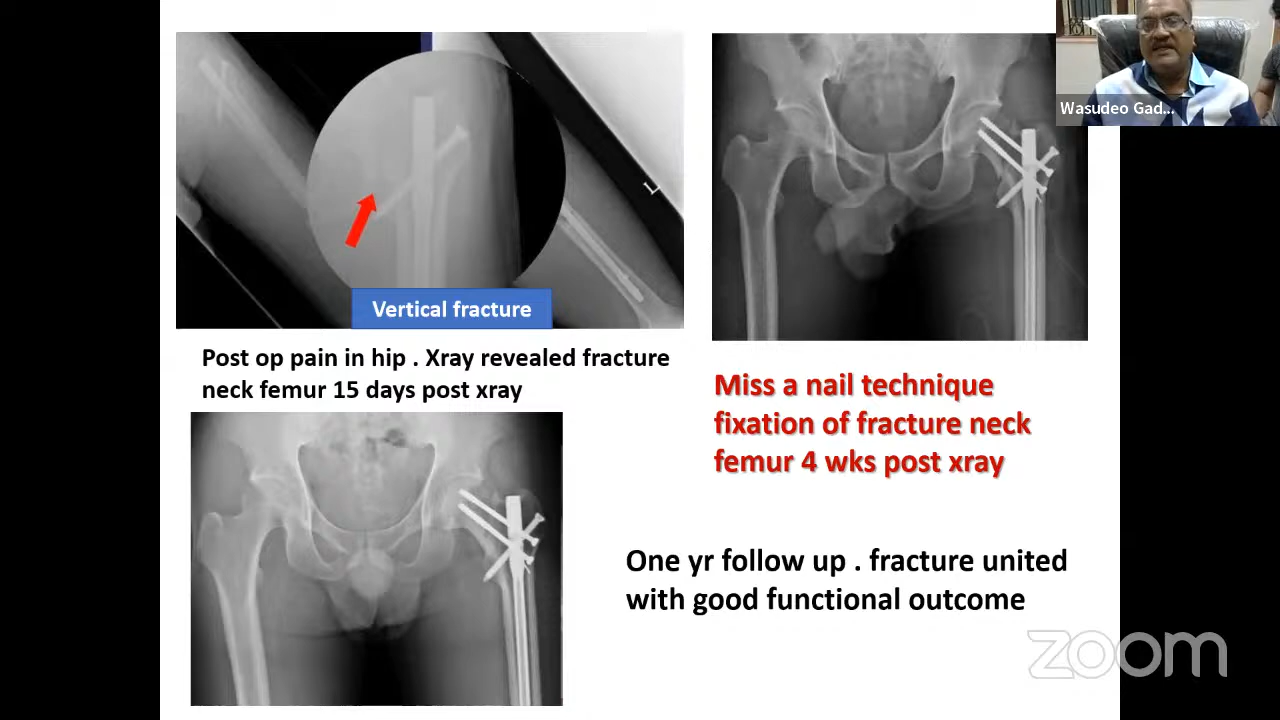 Wasudeo Gad...
L
Vertical fracture
Post op pain in hip . Xray revealed fracture
neck femur 15 days post xray
Miss a nail technique
fixation of fracture neck
femur 4 wks post xray
One yr follow up . fracture united
with good functional outcome
zoom